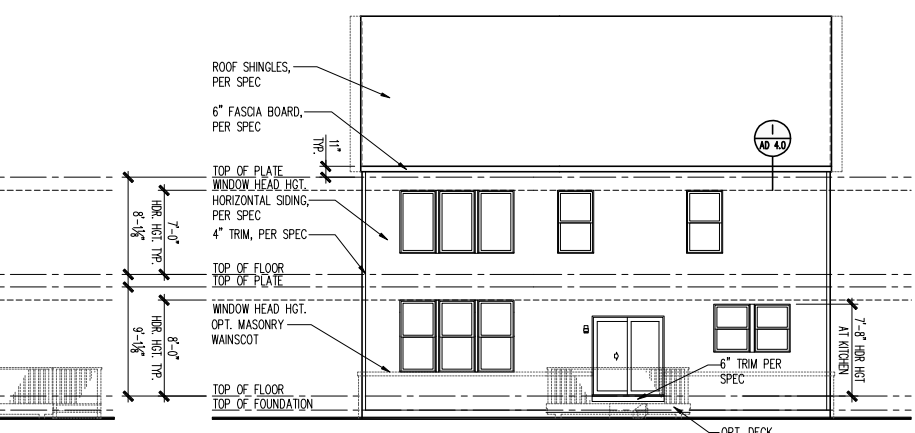 ROOF SHINGLES,
PER SPEC
6" FASCIA BOARD,
PER SPEC
11"
TYP.
1
AD 4.0
TOP OF PLATE
WINDOW HEAD HGT.
HORIZONTAL SIDING,
PER SPEC
4" TRIM, PER SPEC
8'-1⅛"
7'-0"
HDR. HGT. TYP.
TOP OF FLOOR
TOP OF PLATE
WINDOW HEAD HGT.
OPT. MASONRY
WAINSCOT
9'-1⅛"
8'-0"
HDR. HGT. TYP.
7'-8" HDR HGT
AT KITCHEN
6" TRIM PER
SPEC
TOP OF FLOOR
TOP OF FOUNDATION
OPT. DECK